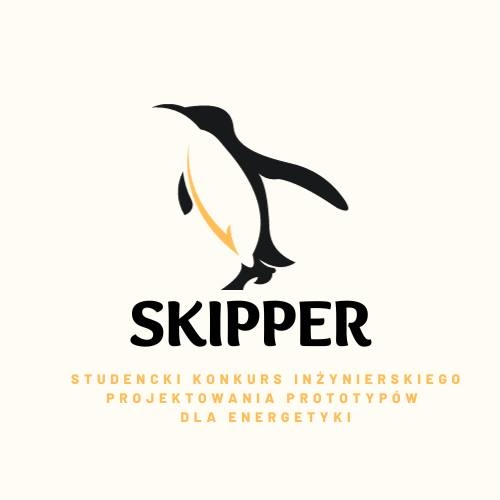 SKIPPER
STUDENCKI KONKURS INŻYNIERSKIEGO
PROJEKTOWANIA PROTOTYPÓW
DLA ENERGETYKI